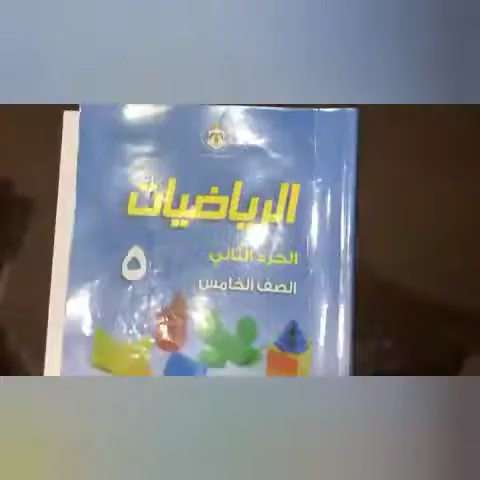 الرياضيات
الجزء الثاني
الصف الخامس
٥